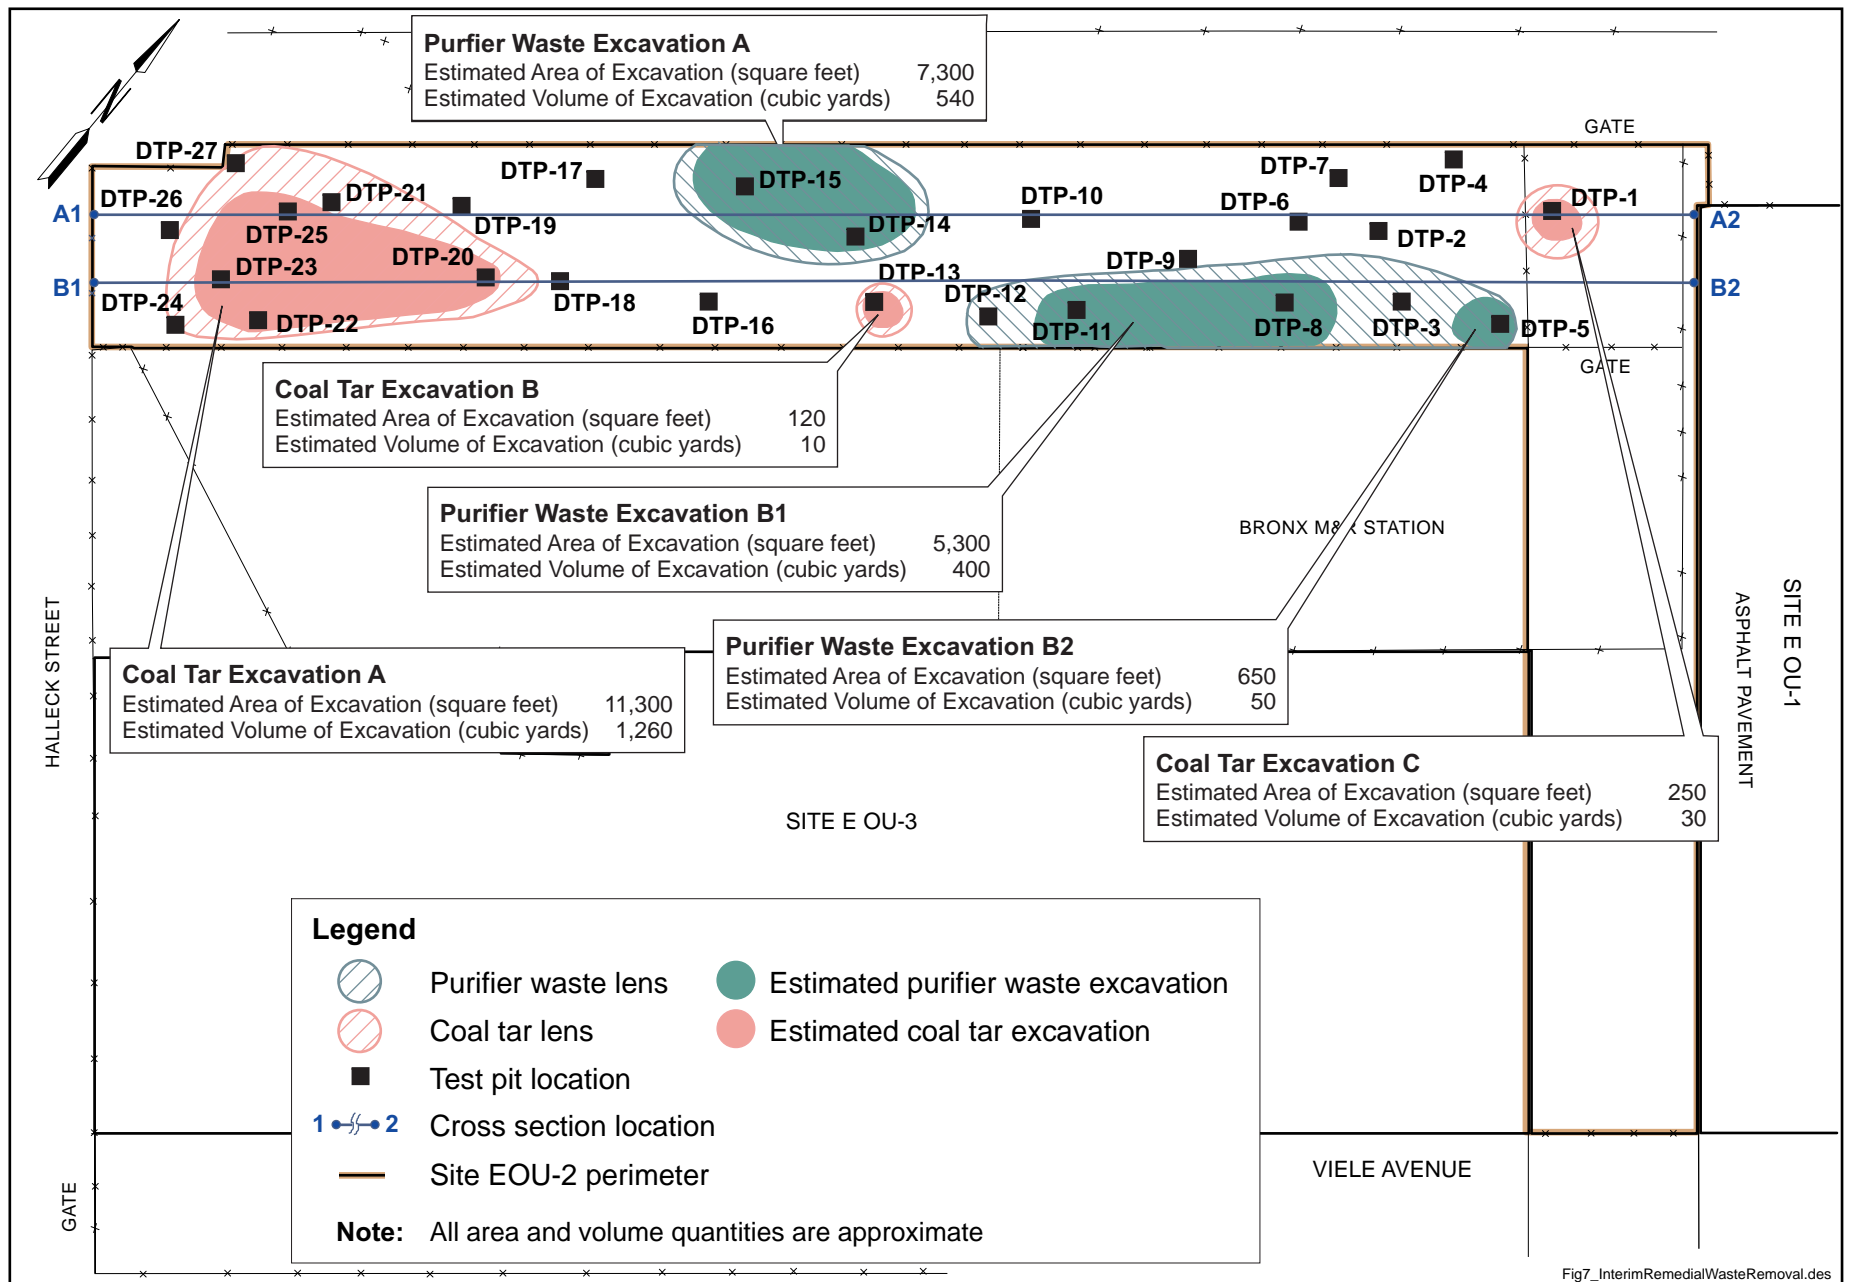 Purfier Waste Excavation A
Estimated Area of Excavation (square feet) 7,300
Estimated Volume of Excavation (cubic yards) 540
N
GATE
DTP-27
DTP-17
DTP-15
DTP-7
DTP-4
DTP-26
DTP-21
DTP-10
DTP-6
DTP-1
A1
A2
DTP-25
DTP-19
DTP-14
DTP-2
DTP-23
DTP-20
DTP-13
DTP-9
B1
B2
DTP-24
DTP-18
DTP-12
DTP-22
DTP-16
DTP-11
DTP-8
DTP-3
DTP-5
GATE
Coal Tar Excavation B
Estimated Area of Excavation (square feet) 120
Estimated Volume of Excavation (cubic yards) 10
Purifier Waste Excavation B1
Estimated Area of Excavation (square feet) 5,300
Estimated Volume of Excavation (cubic yards) 400
BRONX M&R STATION
HALLECK STREET
ASPHALT PAVEMENT
SITE E OU-1
Purifier Waste Excavation B2
Estimated Area of Excavation (square feet) 650
Estimated Volume of Excavation (cubic yards) 50
Coal Tar Excavation A
Estimated Area of Excavation (square feet) 11,300
Estimated Volume of Excavation (cubic yards) 1,260
Coal Tar Excavation C
Estimated Area of Excavation (square feet) 250
Estimated Volume of Excavation (cubic yards) 30
SITE E OU-3
Legend
Purifier waste lens
Estimated purifier waste excavation
Coal tar lens
Estimated coal tar excavation
Test pit location
1 2 Cross section location
Site EOU-2 perimeter
Note: All area and volume quantities are approximate
VIELE AVENUE
GATE
Fig7_InterimRemedialWasteRemoval.des